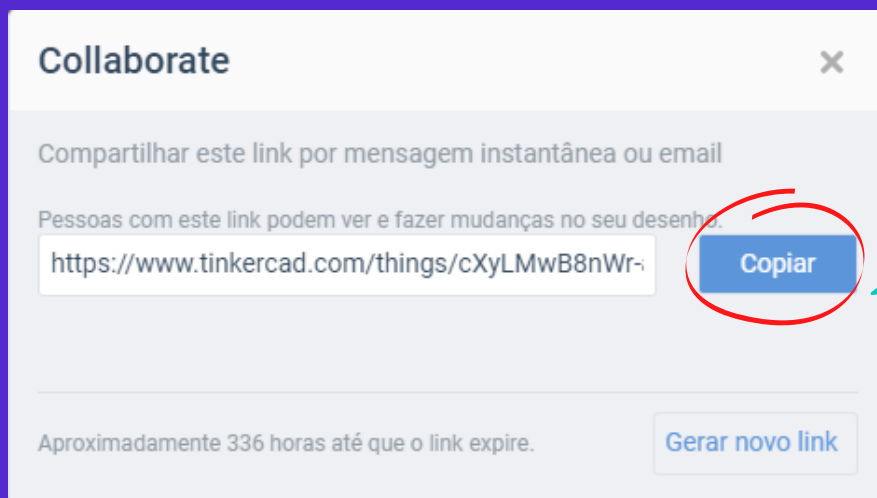 Collaborate
Compartilhar este link por mensagem instantânea ou email
Pessoas com este link podem ver e fazer mudanças no seu desenho.
https://www.tinkercad.com/things/cXyLMwB8nWr-
Copiar
Aproximadamente 336 horas até que o link expire.
Gerar novo link